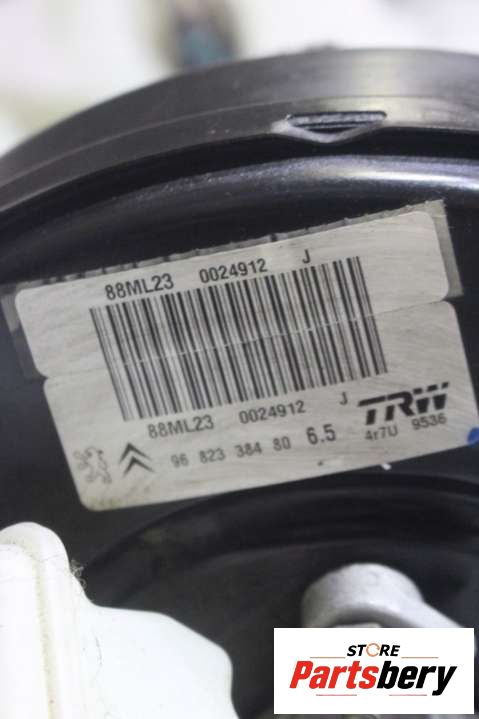 88ML23 0024912 J
88ML23 0024912 J
96 823 384 80 6.5
TRW
4r7U 9536
STORE
Partsbery